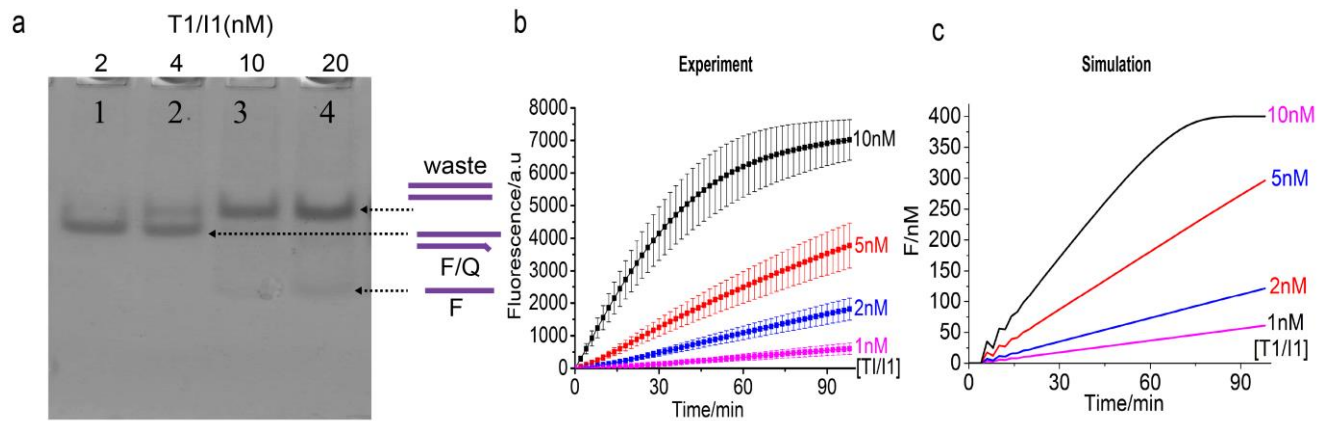 a
T1/I1(nM)
2 4 10 20
1 2 3 4
waste
F/Q
F
b
Experiment
Fluorescence/a.u
8000
7000
6000
5000
4000
3000
2000
1000
0
10nM
5nM
2nM
1nM
[TI/I1]
0 30 60 90
Time/min
c
Simulation
F/nM
400
350
300
250
200
150
100
50
0
10nM
5nM
2nM
1nM
[T1/I1]
0 30 60 90
Time/min